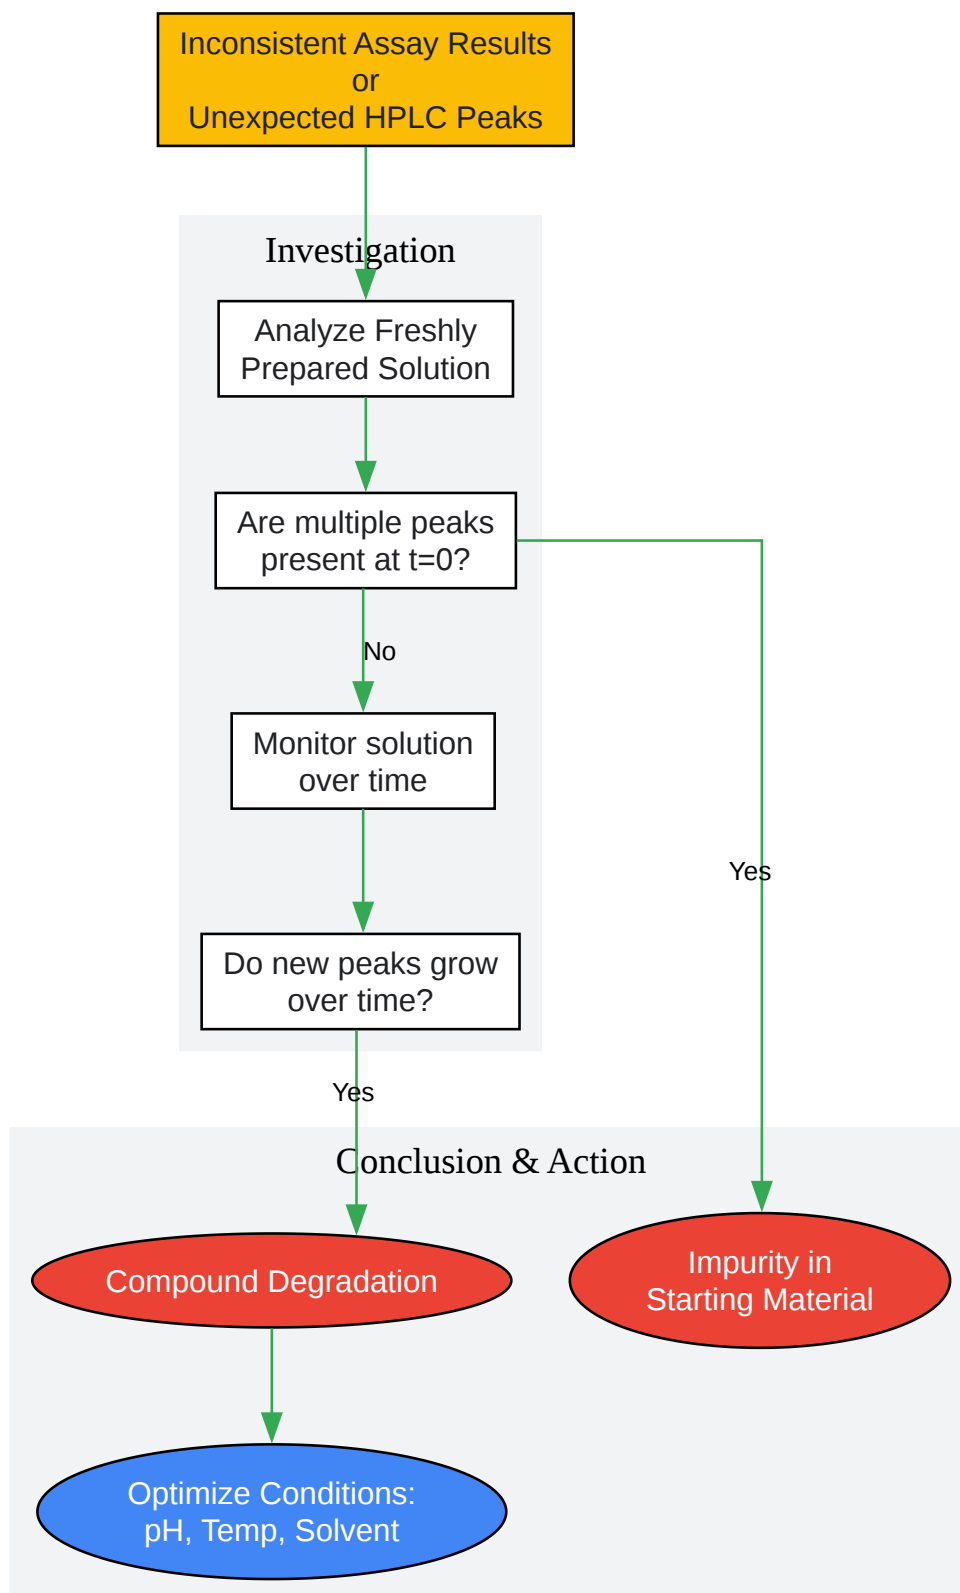 Inconsistent Assay Results
or
Unexpected HPLC Peaks
Investigation
Analyze Freshly
Prepared Solution
Are multiple peaks
present at t=0?
No
Monitor solution
over time
Yes
Do new peaks grow
over time?
Yes
Conclusion & Action
Compound Degradation
Impurity in
Starting Material
Optimize Conditions:
pH, Temp, Solvent